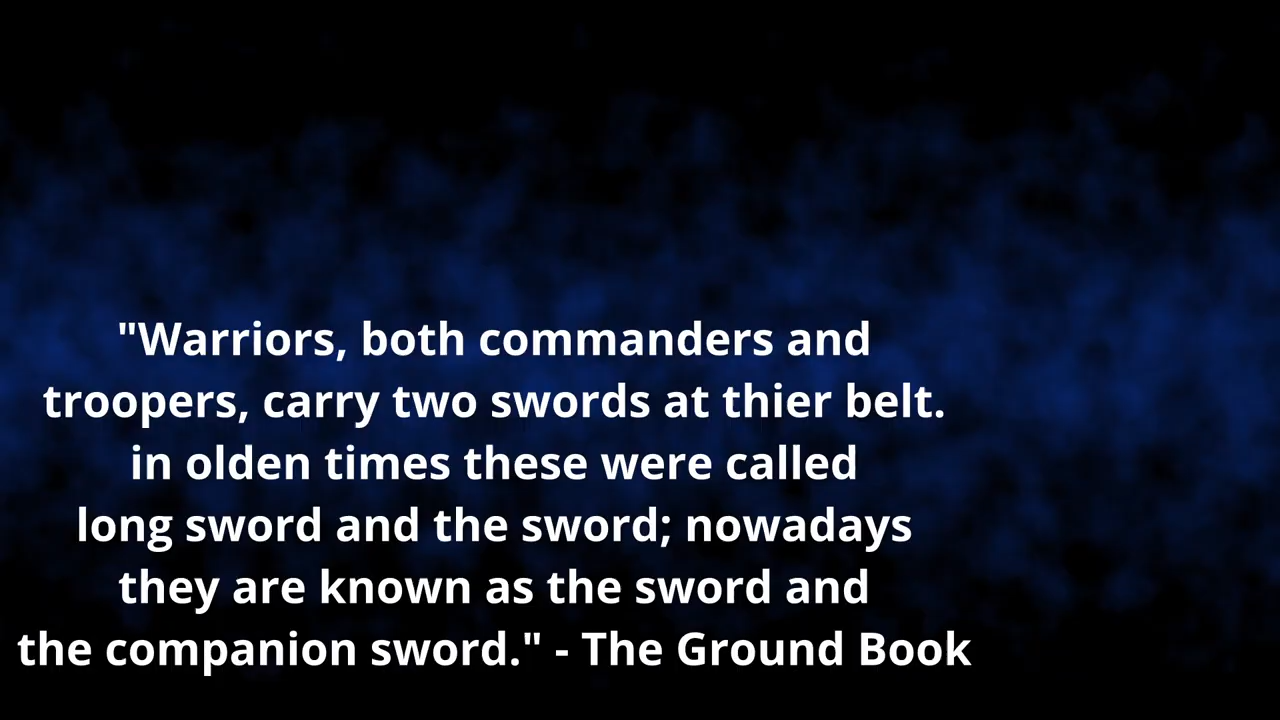 "Warriors, both commanders and
troopers, carry two swords at thier belt.
in olden times these were called
long sword and the sword; nowadays
they are known as the sword and
the companion sword." - The Ground Book